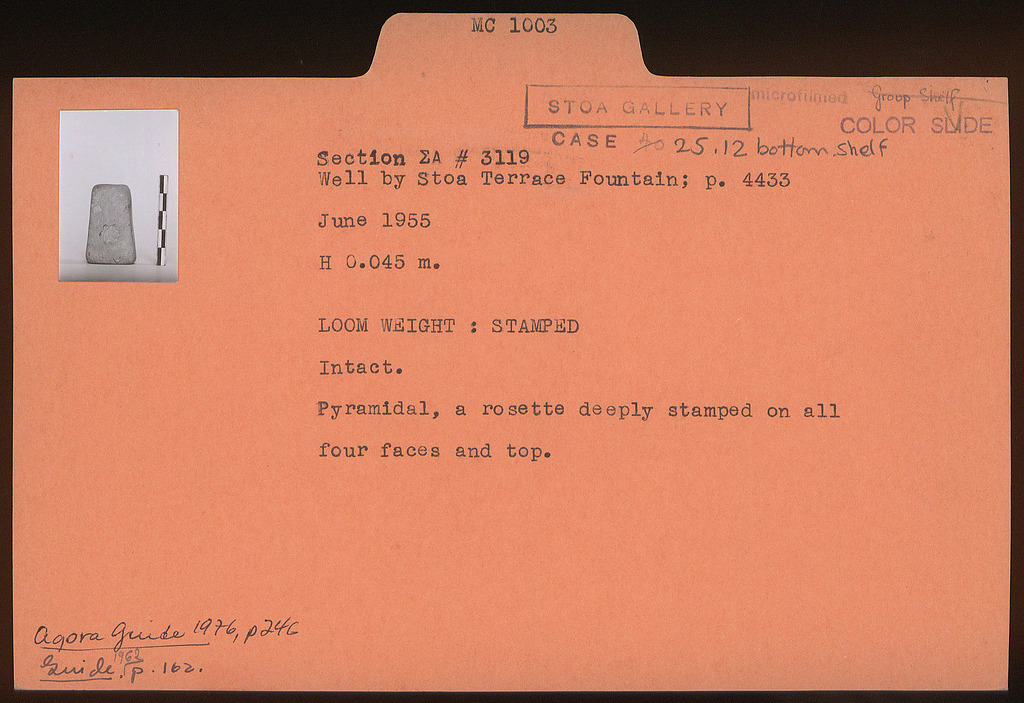 MC 1003
STOA GALLERY
microfilmed
Group Shelf
COLOR SLIDE
CASE 25.12 bottom shelf
Section ΣΑ # 3119
Well by Stoa Terrace Fountain; p. 4433
June 1955
H 0.045 m.
LOOM WEIGHT : STAMPED
Intact.
Pyramidal, a rosette deeply stamped on all
four faces and top.
Agora Guide 1976, p246
Guide 1962, p. 162.